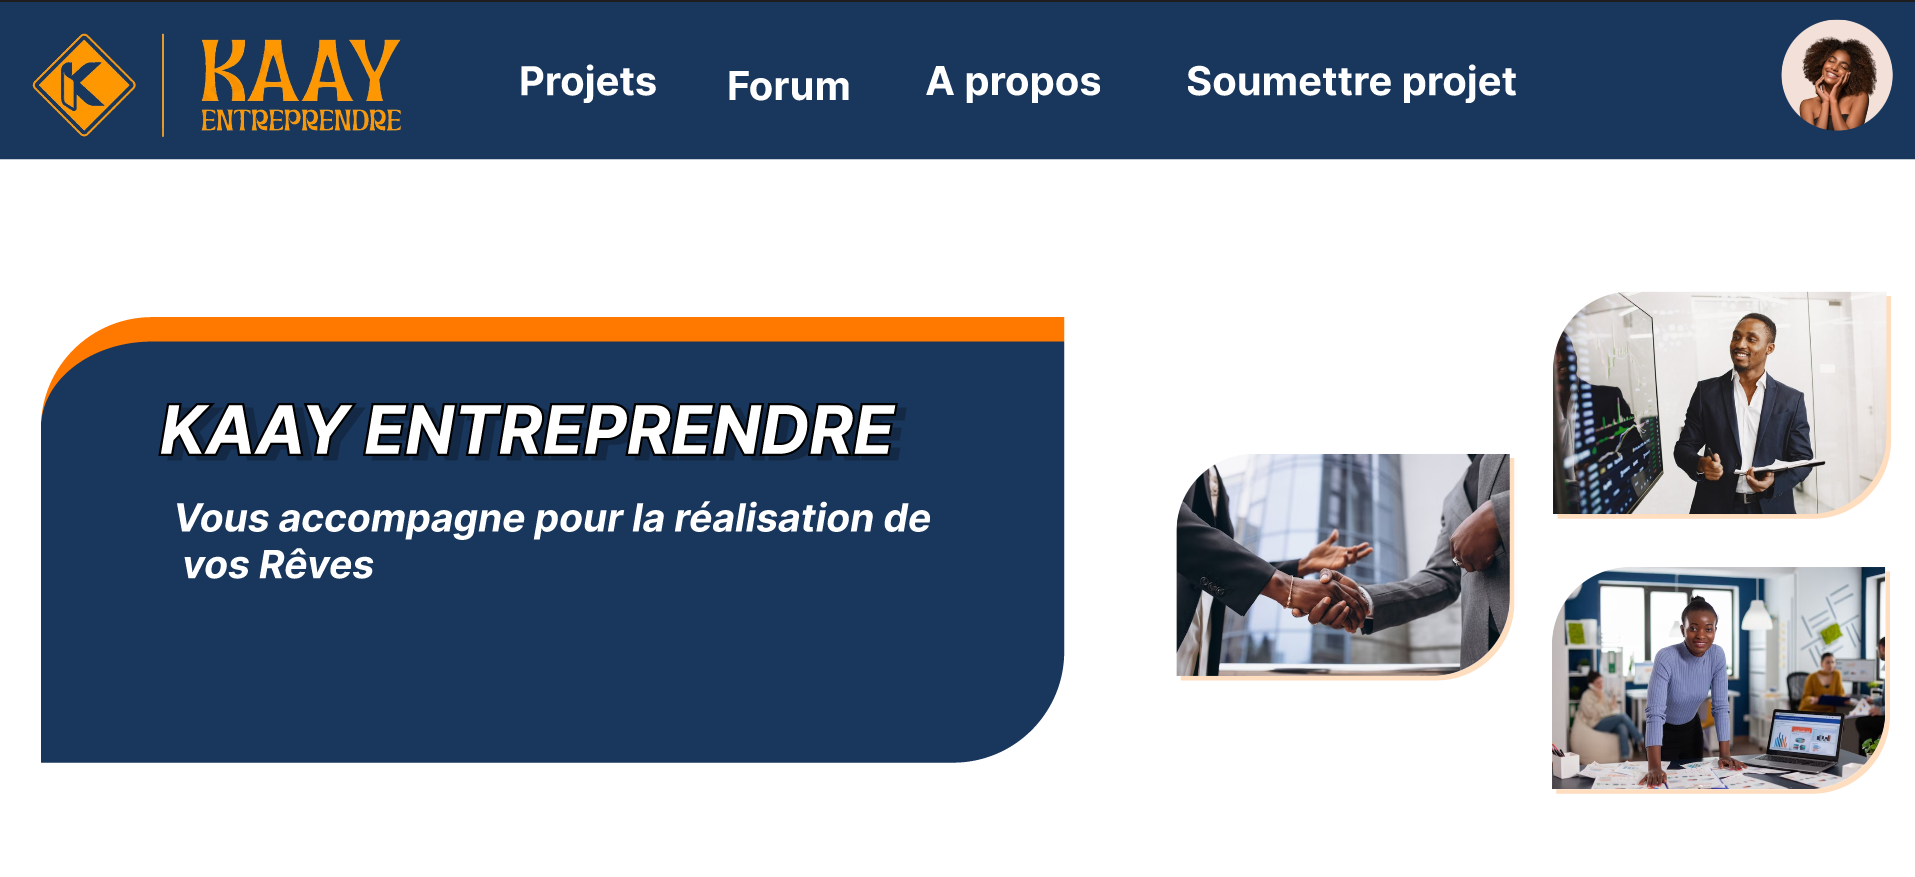 KAAY
ENTREPRENDRE
Projets
Forum
A propos
Soumettre projet
KAAY ENTREPRENDRE
Vous accompagne pour la réalisation de
vos Rêves